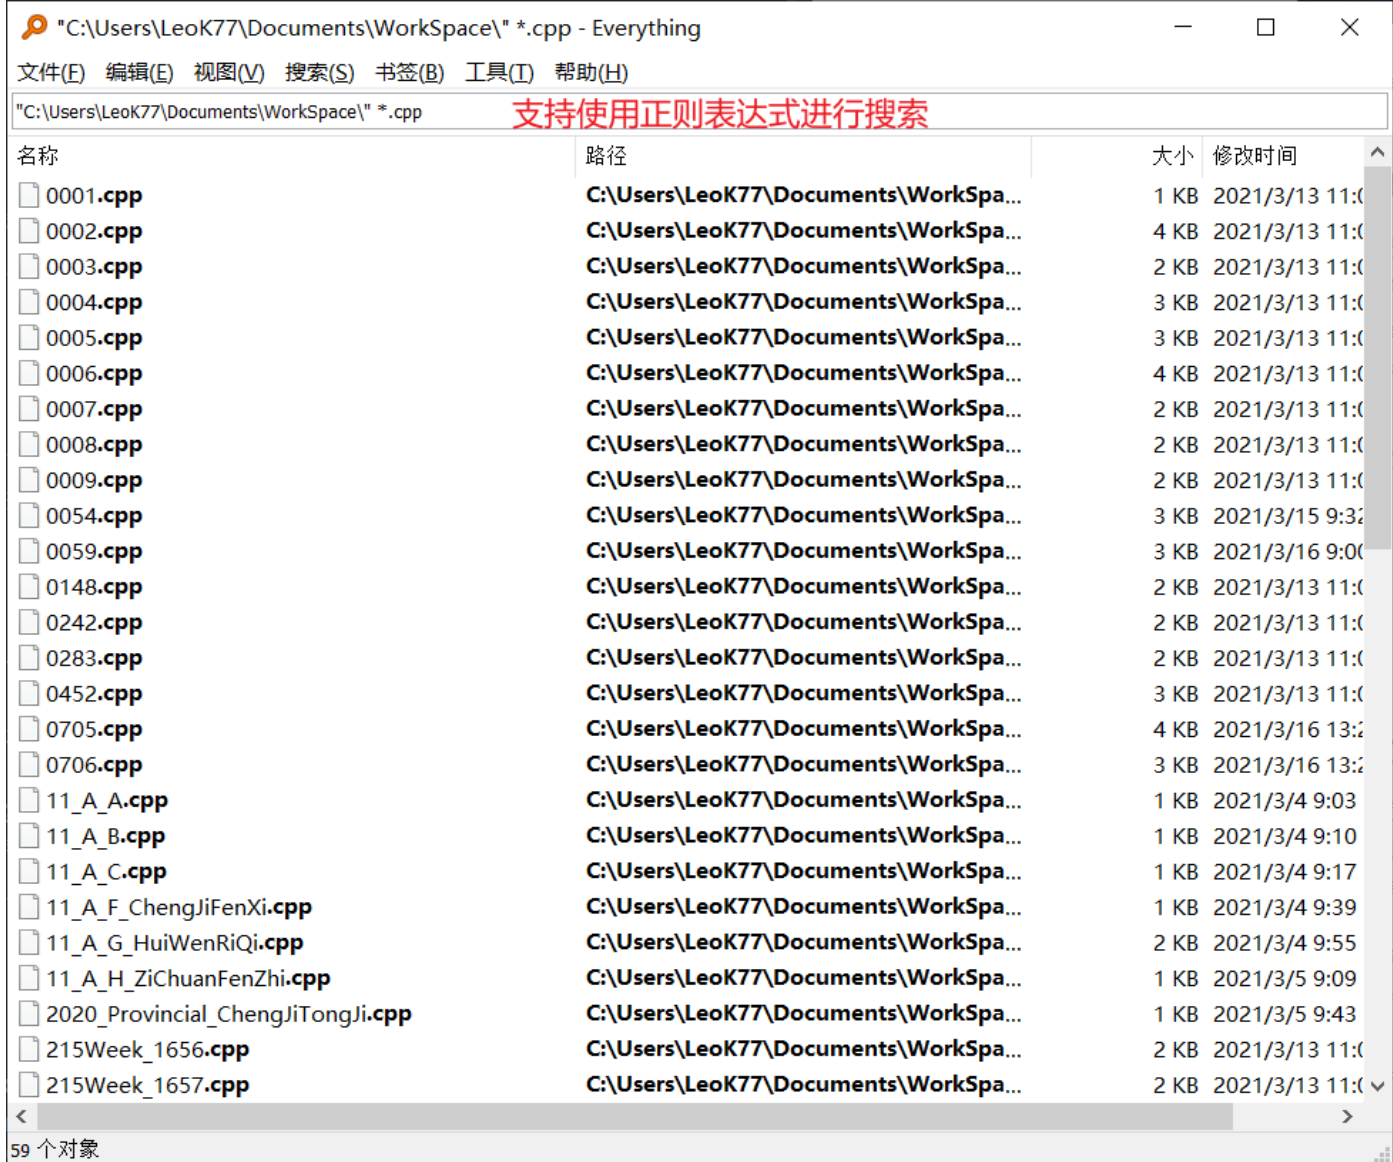 "C:\Users\LeoK77\Documents\WorkSpace\" *.cpp - Everything
文件(F) 编辑(E) 视图(V) 搜索(S) 书签(B) 工具(T) 帮助(H)
"C:\Users\LeoK77\Documents\WorkSpace\" *.cpp 支持使用正则表达式进行搜索
名称 路径 大小 修改时间
0001.cpp C:\Users\LeoK77\Documents\WorkSpa... 1 KB 2021/3/13 11:0
0002.cpp C:\Users\LeoK77\Documents\WorkSpa... 4 KB 2021/3/13 11:0
0003.cpp C:\Users\LeoK77\Documents\WorkSpa... 2 KB 2021/3/13 11:0
0004.cpp C:\Users\LeoK77\Documents\WorkSpa... 3 KB 2021/3/13 11:0
0005.cpp C:\Users\LeoK77\Documents\WorkSpa... 3 KB 2021/3/13 11:0
0006.cpp C:\Users\LeoK77\Documents\WorkSpa... 4 KB 2021/3/13 11:0
0007.cpp C:\Users\LeoK77\Documents\WorkSpa... 2 KB 2021/3/13 11:0
0008.cpp C:\Users\LeoK77\Documents\WorkSpa... 2 KB 2021/3/13 11:0
0009.cpp C:\Users\LeoK77\Documents\WorkSpa... 2 KB 2021/3/13 11:0
0054.cpp C:\Users\LeoK77\Documents\WorkSpa... 3 KB 2021/3/15 9:32
0059.cpp C:\Users\LeoK77\Documents\WorkSpa... 3 KB 2021/3/16 9:00
0148.cpp C:\Users\LeoK77\Documents\WorkSpa... 2 KB 2021/3/13 11:0
0242.cpp C:\Users\LeoK77\Documents\WorkSpa... 2 KB 2021/3/13 11:0
0283.cpp C:\Users\LeoK77\Documents\WorkSpa... 2 KB 2021/3/13 11:0
0452.cpp C:\Users\LeoK77\Documents\WorkSpa... 3 KB 2021/3/13 11:0
0705.cpp C:\Users\LeoK77\Documents\WorkSpa... 4 KB 2021/3/16 13:2
0706.cpp C:\Users\LeoK77\Documents\WorkSpa... 3 KB 2021/3/16 13:2
11_A_A.cpp C:\Users\LeoK77\Documents\WorkSpa... 1 KB 2021/3/4 9:03
11_A_B.cpp C:\Users\LeoK77\Documents\WorkSpa... 1 KB 2021/3/4 9:10
11_A_C.cpp C:\Users\LeoK77\Documents\WorkSpa... 1 KB 2021/3/4 9:17
11_A_F_ChengJiFenXi.cpp C:\Users\LeoK77\Documents\WorkSpa... 1 KB 2021/3/4 9:39
11_A_G_HuiWenRiQi.cpp C:\Users\LeoK77\Documents\WorkSpa... 2 KB 2021/3/4 9:55
11_A_H_ZiChuanFenZhi.cpp C:\Users\LeoK77\Documents\WorkSpa... 1 KB 2021/3/5 9:09
2020_Provincial_ChengJiTongJi.cpp C:\Users\LeoK77\Documents\WorkSpa... 1 KB 2021/3/5 9:43
215Week_1656.cpp C:\Users\LeoK77\Documents\WorkSpa... 2 KB 2021/3/13 11:0
215Week_1657.cpp C:\Users\LeoK77\Documents\WorkSpa... 2 KB 2021/3/13 11:0
59 个对象